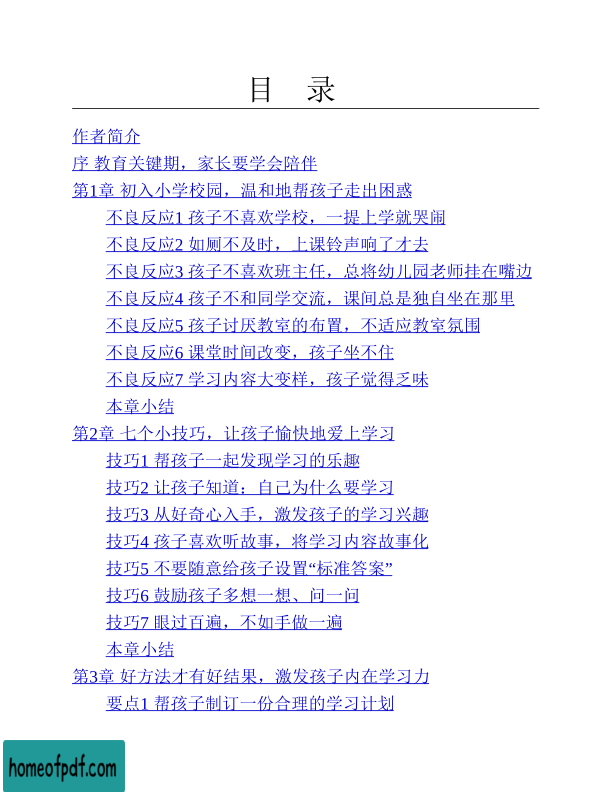 目 录
作者简介
序 教育关键期，家长要学会陪伴
第1章 初入小学校园，温和地帮孩子走出困惑
不良反应1 孩子不喜欢学校，一提上学就哭闹
不良反应2 如厕不及时，上课铃声响了才去
不良反应3 孩子不喜欢班主任，总将幼儿园老师挂在嘴边
不良反应4 孩子不和同学交流，课间总是独自坐在那里
不良反应5 孩子讨厌教室的布置，不适应教室氛围
不良反应6 课堂时间改变，孩子坐不住
不良反应7 学习内容大变样，孩子觉得乏味
本章小结
第2章 七个小技巧，让孩子愉快地爱上学习
技巧1 帮孩子一起发现学习的乐趣
技巧2 让孩子知道：自己为什么要学习
技巧3 从好奇心入手，激发孩子的学习兴趣
技巧4 孩子喜欢听故事，将学习内容故事化
技巧5 不要随意给孩子设置“标准答案”
技巧6 鼓励孩子多想一想、问一问
技巧7 眼过百遍，不如手做一遍
本章小结
第3章 好方法才有好结果，激发孩子内在学习力
要点1 帮孩子制订一份合理的学习计划
homeofpdf.com